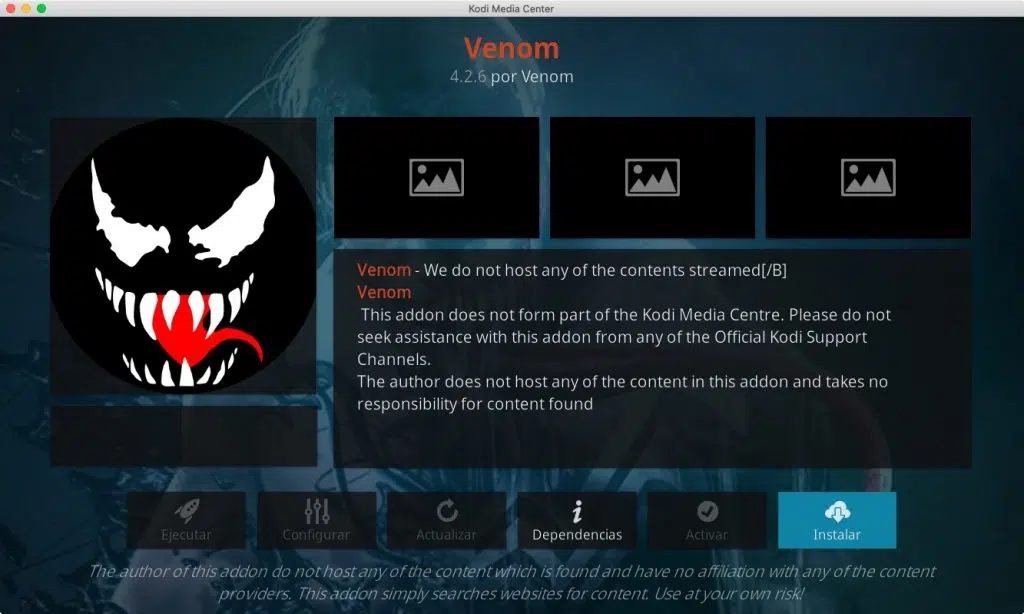 Kodi Media Center
Venom
4.2.6 por Venom
Venom - We do not host any of the contents streamed[/B]
Venom
This addon does not form part of the Kodi Media Centre. Please do not
seek assistance with this addon from any of the Official Kodi Support
Channels.
The author does not host any of the content in this addon and takes no
responsibility for content found
Ejecutar
Configurar
Actualizar
Dependencias
Activar
Instalar
The author of this addon do not host any of the content which is found and have no affiliation with any of the content
providers. This addon simply searches websites for content. Use at your own risk!